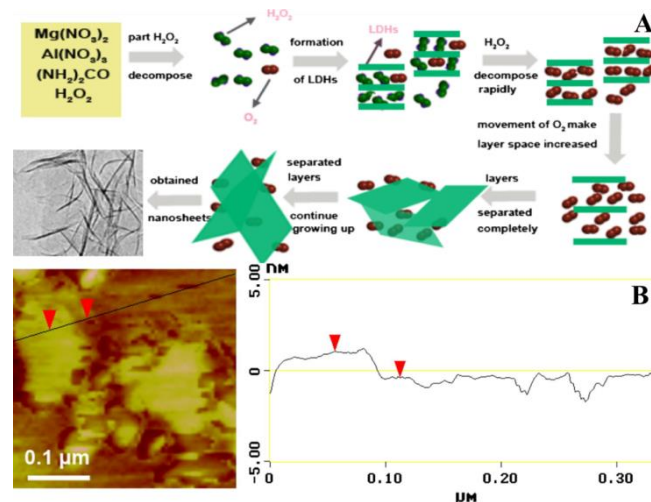 A
Mg(NO₃)₂
Al(NO₃)₃
(NH₂)₂CO
H₂O₂
part H₂O₂
decompose
H₂O₂
O₂
formation
of LDHs
LDHs
H₂O₂
decompose
rapidly
movement of O₂ make
layer space increased
layers
separated
completely
separated
layers
continue
growing up
obtained
nanosheets
0.1 µm
B
nM
5.00
0
-5.00
0
0.10
0.20
0.30
µM